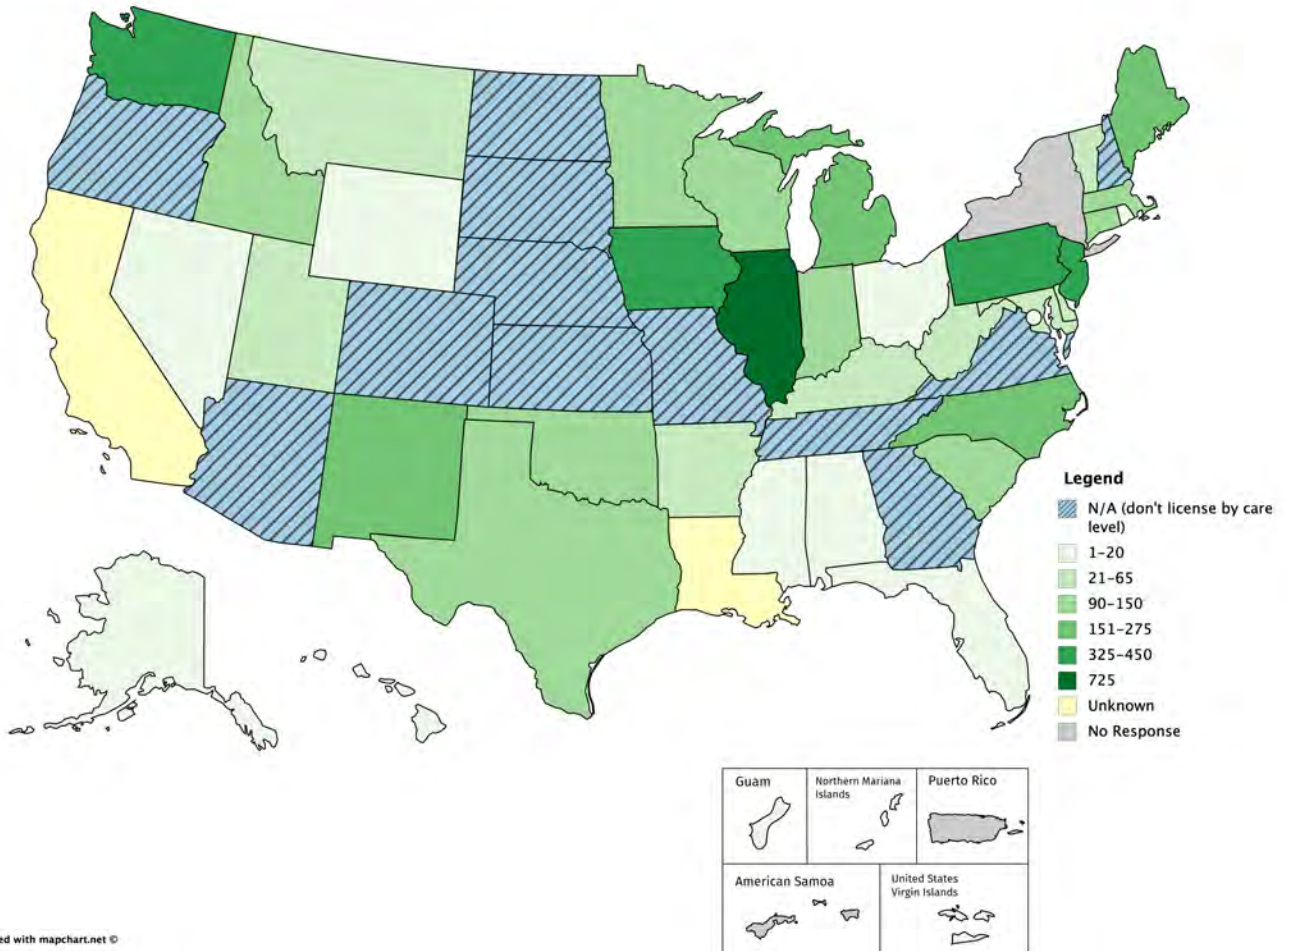 Legend
N/A (don't license by care
level)
1-20
21-65
90-150
151-275
325-450
725
Unknown
No Response
Guam
Northern Mariana
Islands
Puerto Rico
American Samoa
United States
Virgin Islands
ed with mapchart.net ©